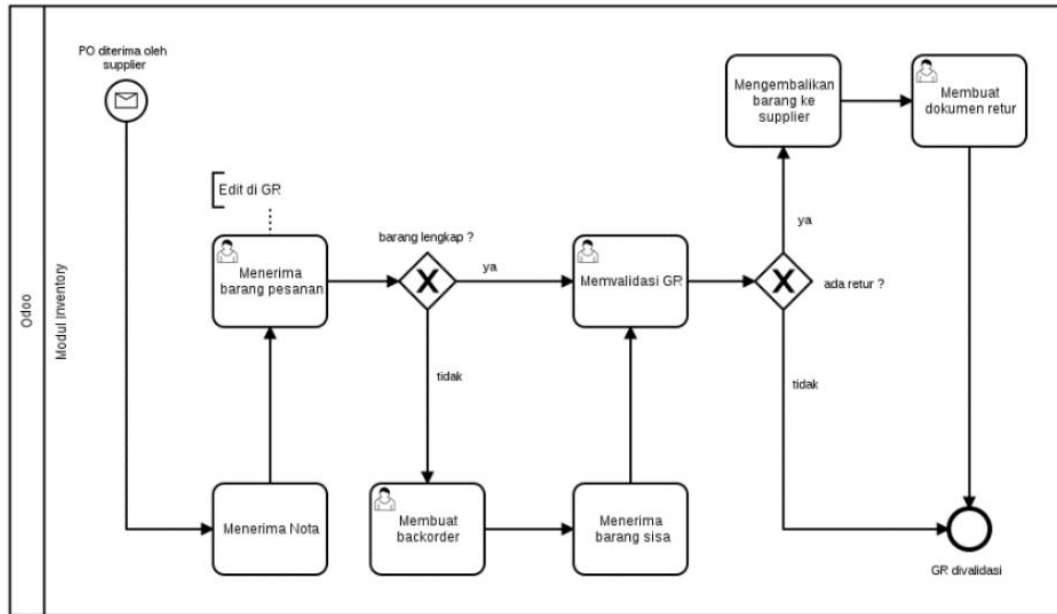 Odoo
Modul Inventory
PO diterima oleh
supplier
Menerima Nota
Edit di GR
Menerima
barang pesanan
barang lengkap ?
ya
tidak
Membuat
backorder
Menerima
barang sisa
Memvalidasi GR
ada retur ?
ya
tidak
Mengembalikan
barang ke
supplier
Membuat
dokumen retur
GR divalidasi